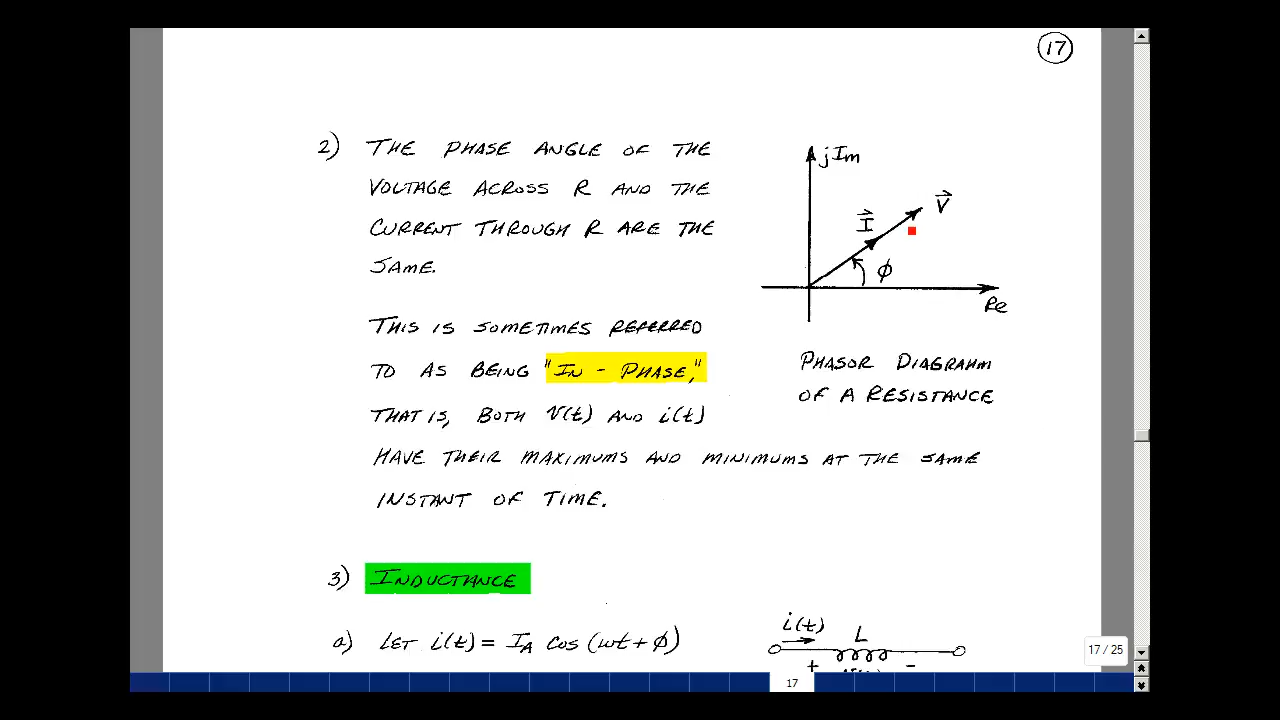 17
2) THE PHASE ANGLE OF THE
VOLTAGE ACROSS R AND THE
CURRENT THROUGH R ARE THE
SAME.
jIm
I
V
ϕ
Re
THIS IS SOMETIMES REFERRED
TO AS BEING "IN - PHASE,"
THAT IS, BOTH V(t) AND i(t)
HAVE THEIR MAXIMUMS AND MINIMUMS AT THE SAME
INSTANT OF TIME.
PHASOR DIAGRAHM
OF A RESISTANCE
3) INDUCTANCE
a) LET i(t) = I_A COS (ωt + ϕ)
i(t)
L
+ -
17 / 25
17